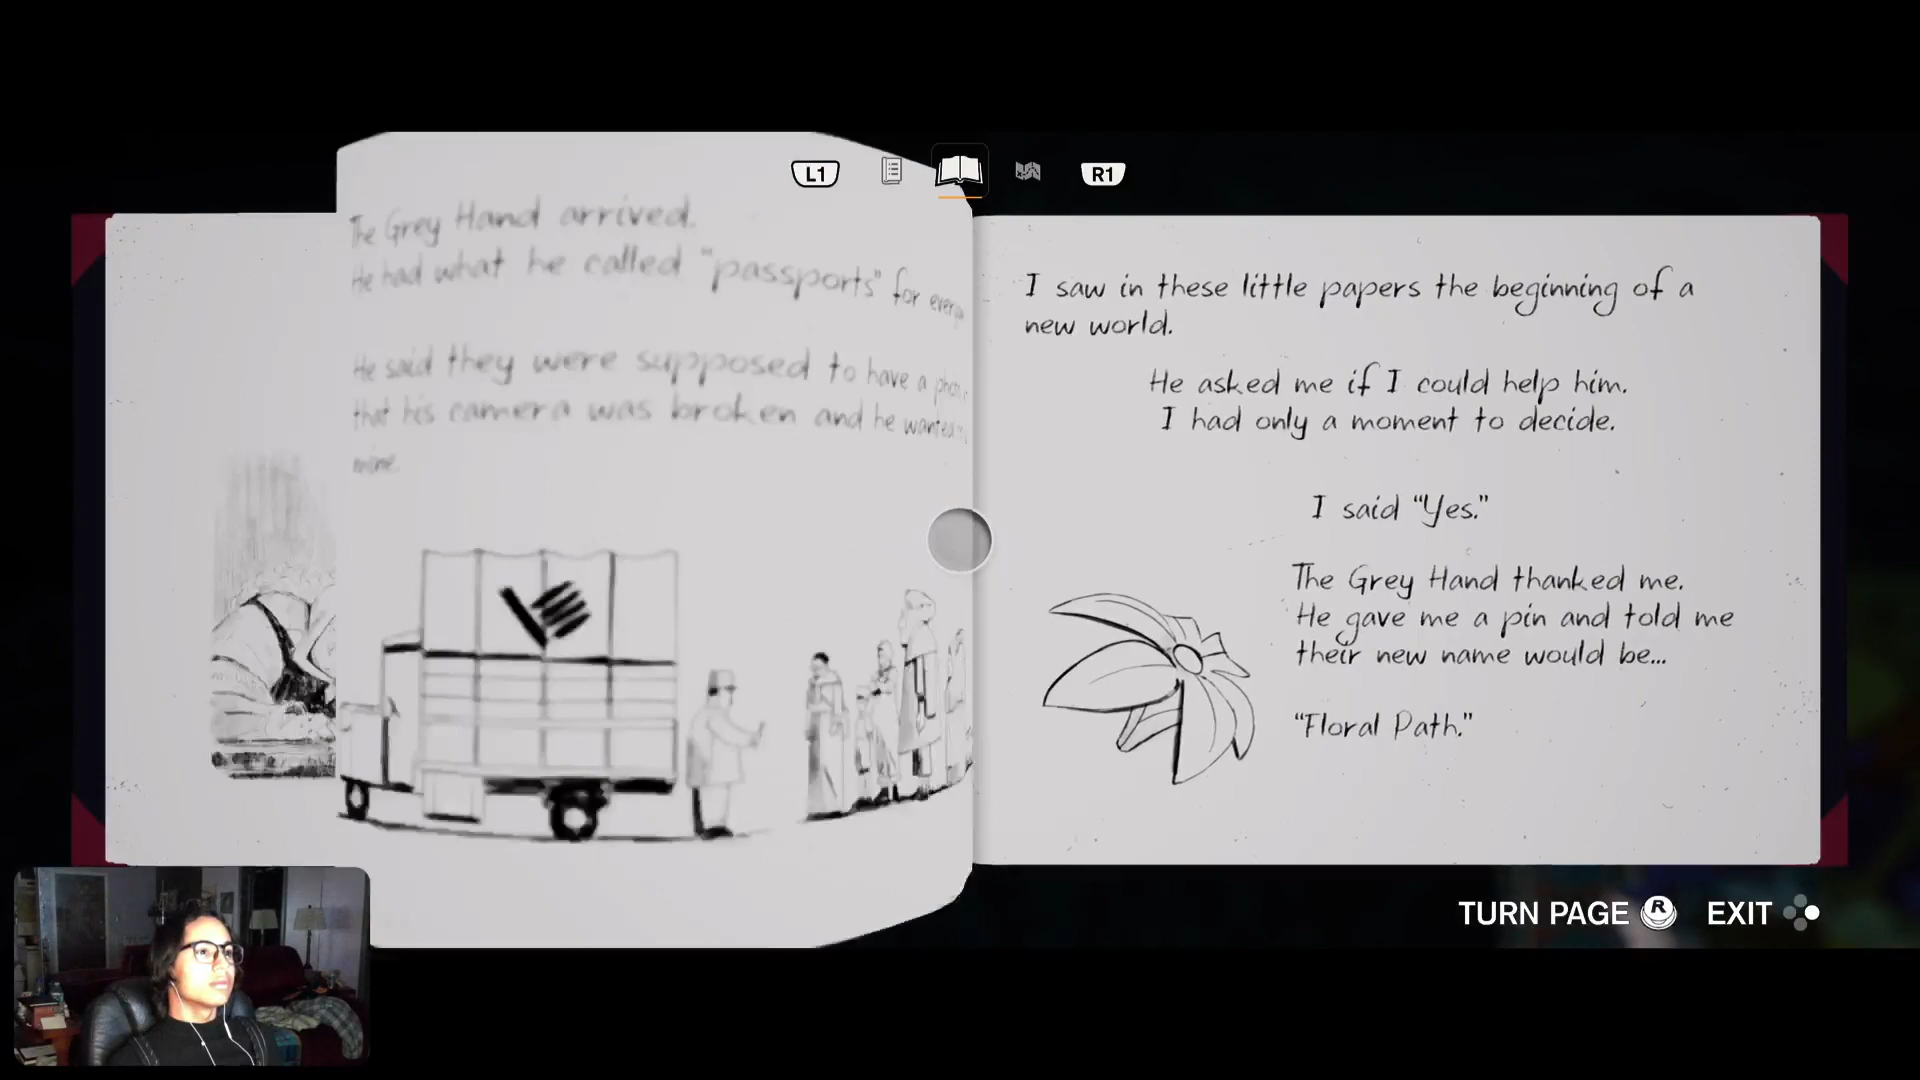 L1
R1
The Grey Hand arrived.
He had what he called "passports" for
He said they were supposed to have a
that his camera was broken and he wanted
mine.
I saw in these little papers the beginning of a
new world.
He asked me if I could help him.
I had only a moment to decide.
I said "Yes."
The Grey Hand thanked me.
He gave me a pin and told me
their new name would be...
"Floral Path."
TURN PAGE R EXIT